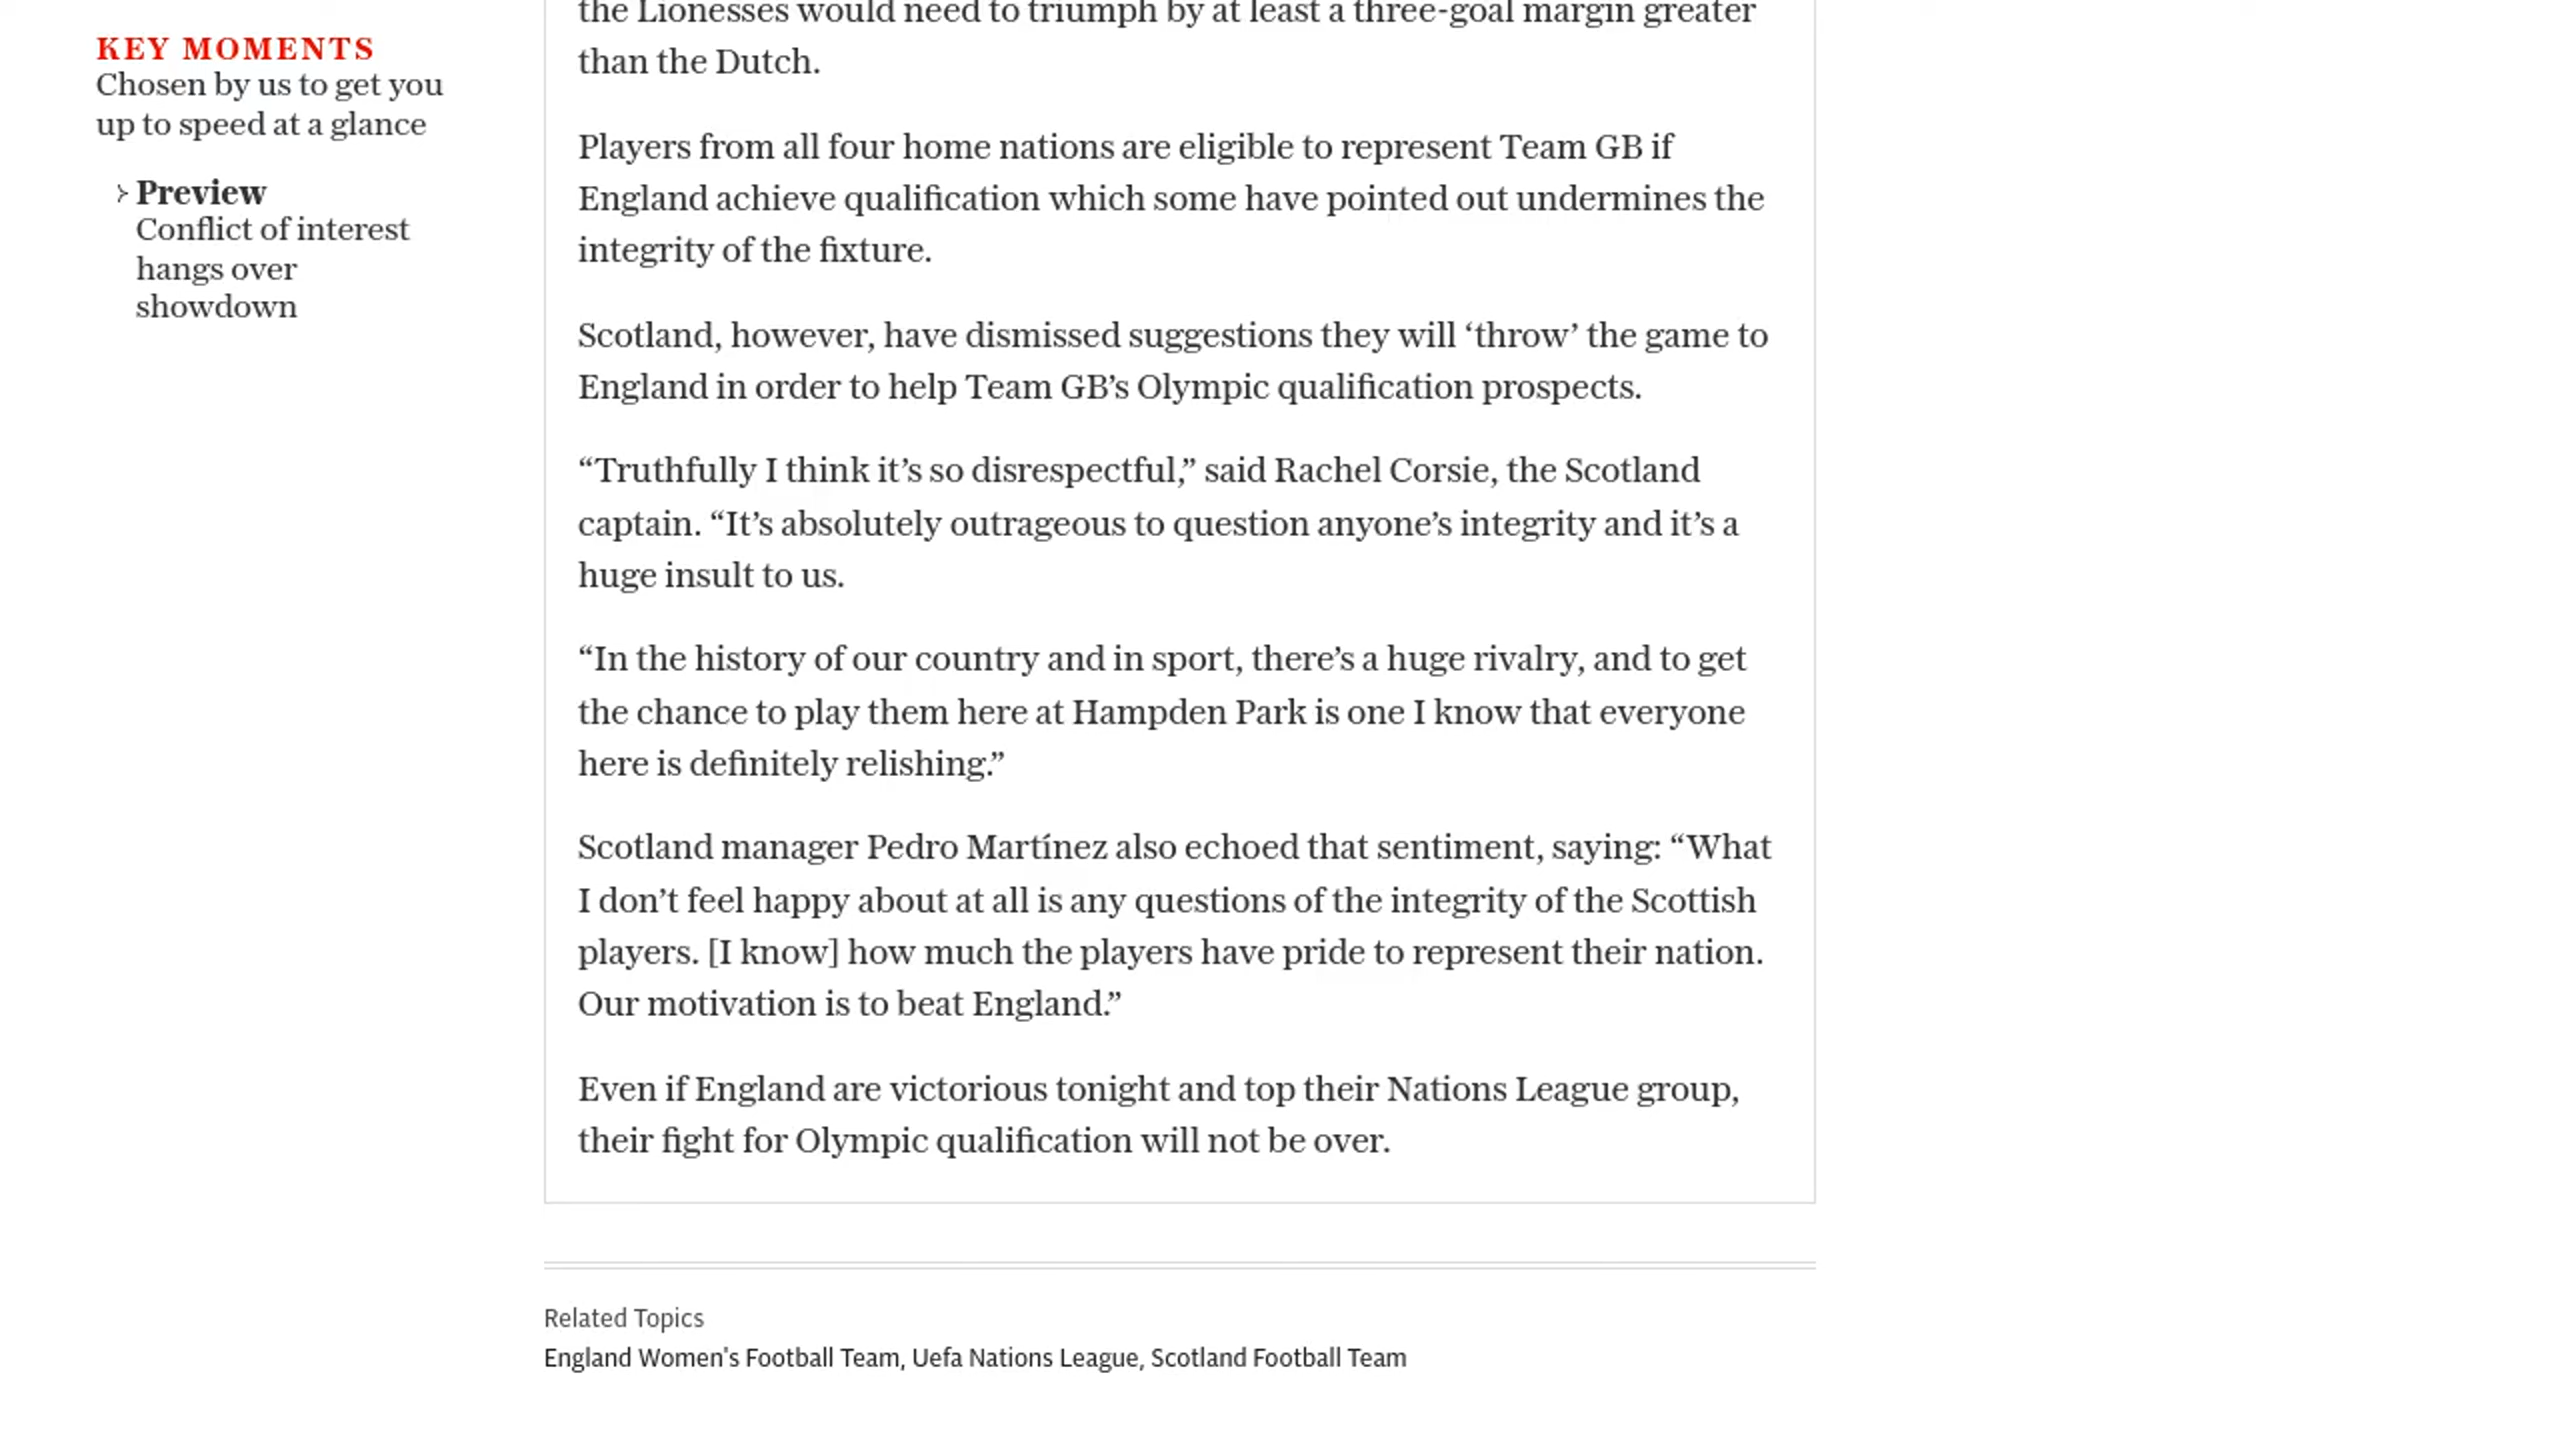 KEY MOMENTS
Chosen by us to get you
up to speed at a glance
Preview
Conflict of interest
hangs over
showdown
the Lionesses would need to triumph by at least a three-goal margin greater
than the Dutch.
Players from all four home nations are eligible to represent Team GB if
England achieve qualification which some have pointed out undermines the
integrity of the fixture.
Scotland, however, have dismissed suggestions they will ‘throw’ the game to
England in order to help Team GB’s Olympic qualification prospects.
“Truthfully I think it’s so disrespectful,” said Rachel Corsie, the Scotland
captain. “It’s absolutely outrageous to question anyone’s integrity and it’s a
huge insult to us.
“In the history of our country and in sport, there’s a huge rivalry, and to get
the chance to play them here at Hampden Park is one I know that everyone
here is definitely relishing.”
Scotland manager Pedro Martínez also echoed that sentiment, saying: “What
I don’t feel happy about at all is any questions of the integrity of the Scottish
players. [I know] how much the players have pride to represent their nation.
Our motivation is to beat England.”
Even if England are victorious tonight and top their Nations League group,
their fight for Olympic qualification will not be over.
Related Topics
England Women's Football Team, Uefa Nations League, Scotland Football Team